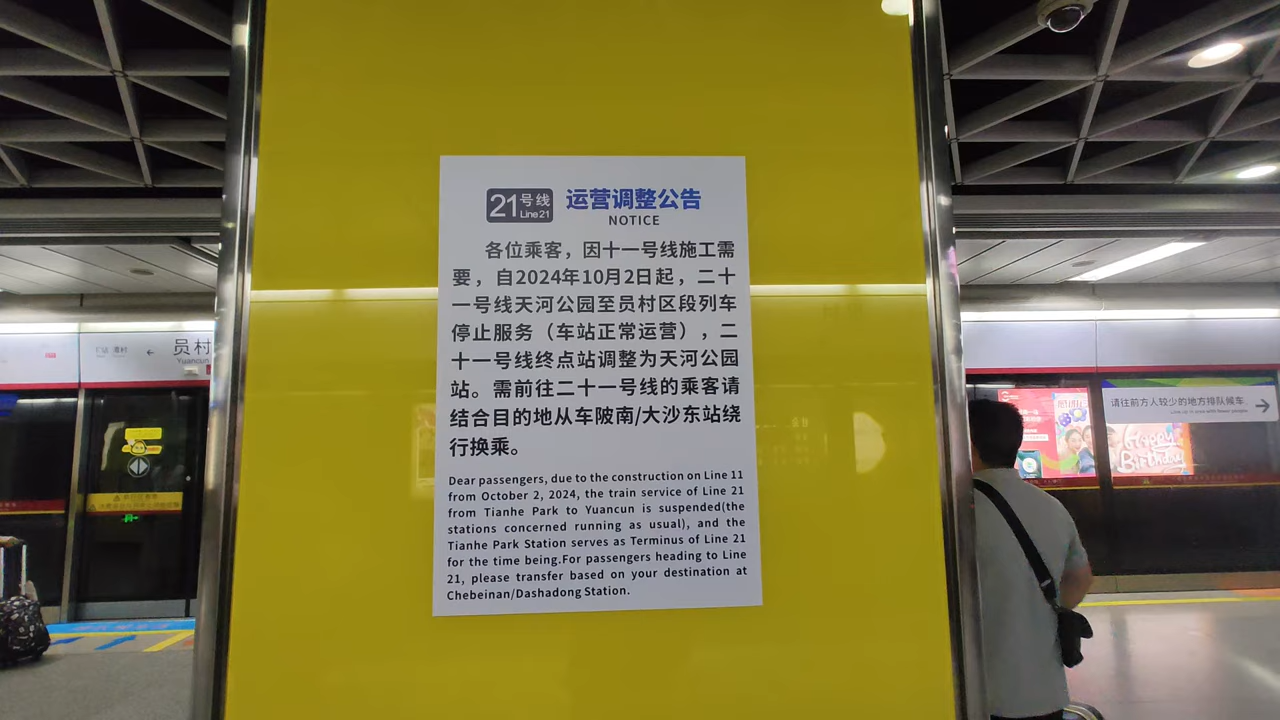 21号线
Line 21
运营调整公告
NOTICE
各位乘客，因十一号线施工需
要，自2024年10月2日起，二十
一号线天河公园至员村区段列车
停止服务（车站正常运营），二
十一号线终点站调整为天河公园
站。需前往二十一号线的乘客请
结合目的地从车陂南/大沙东站绕
行换乘。
Dear passengers, due to the construction on Line 11
from October 2, 2024, the train service of Line 21
from Tianhe Park to Yuancun is suspended(the
stations concerned running as usual), and the
Tianhe Park Station serves as Terminus of Line 21
for the time being.For passengers heading to Line
21, please transfer based on your destination at
Chebeinan/Dashadong Station.
员村
Yuancun
请往前方人较少的地方排队候车
Line up in area with fewer people
Happy
Birthday